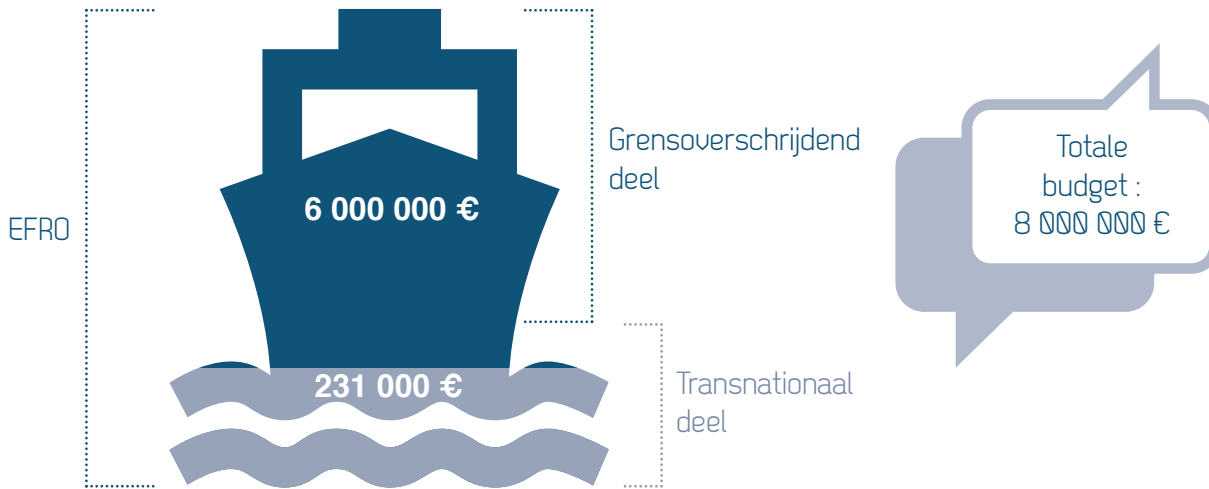 EFRO
6 000 000 €
231 000 €
Grensoverschrijdend
deel
Transnationaal
deel
Totale
budget :
8 000 000 €